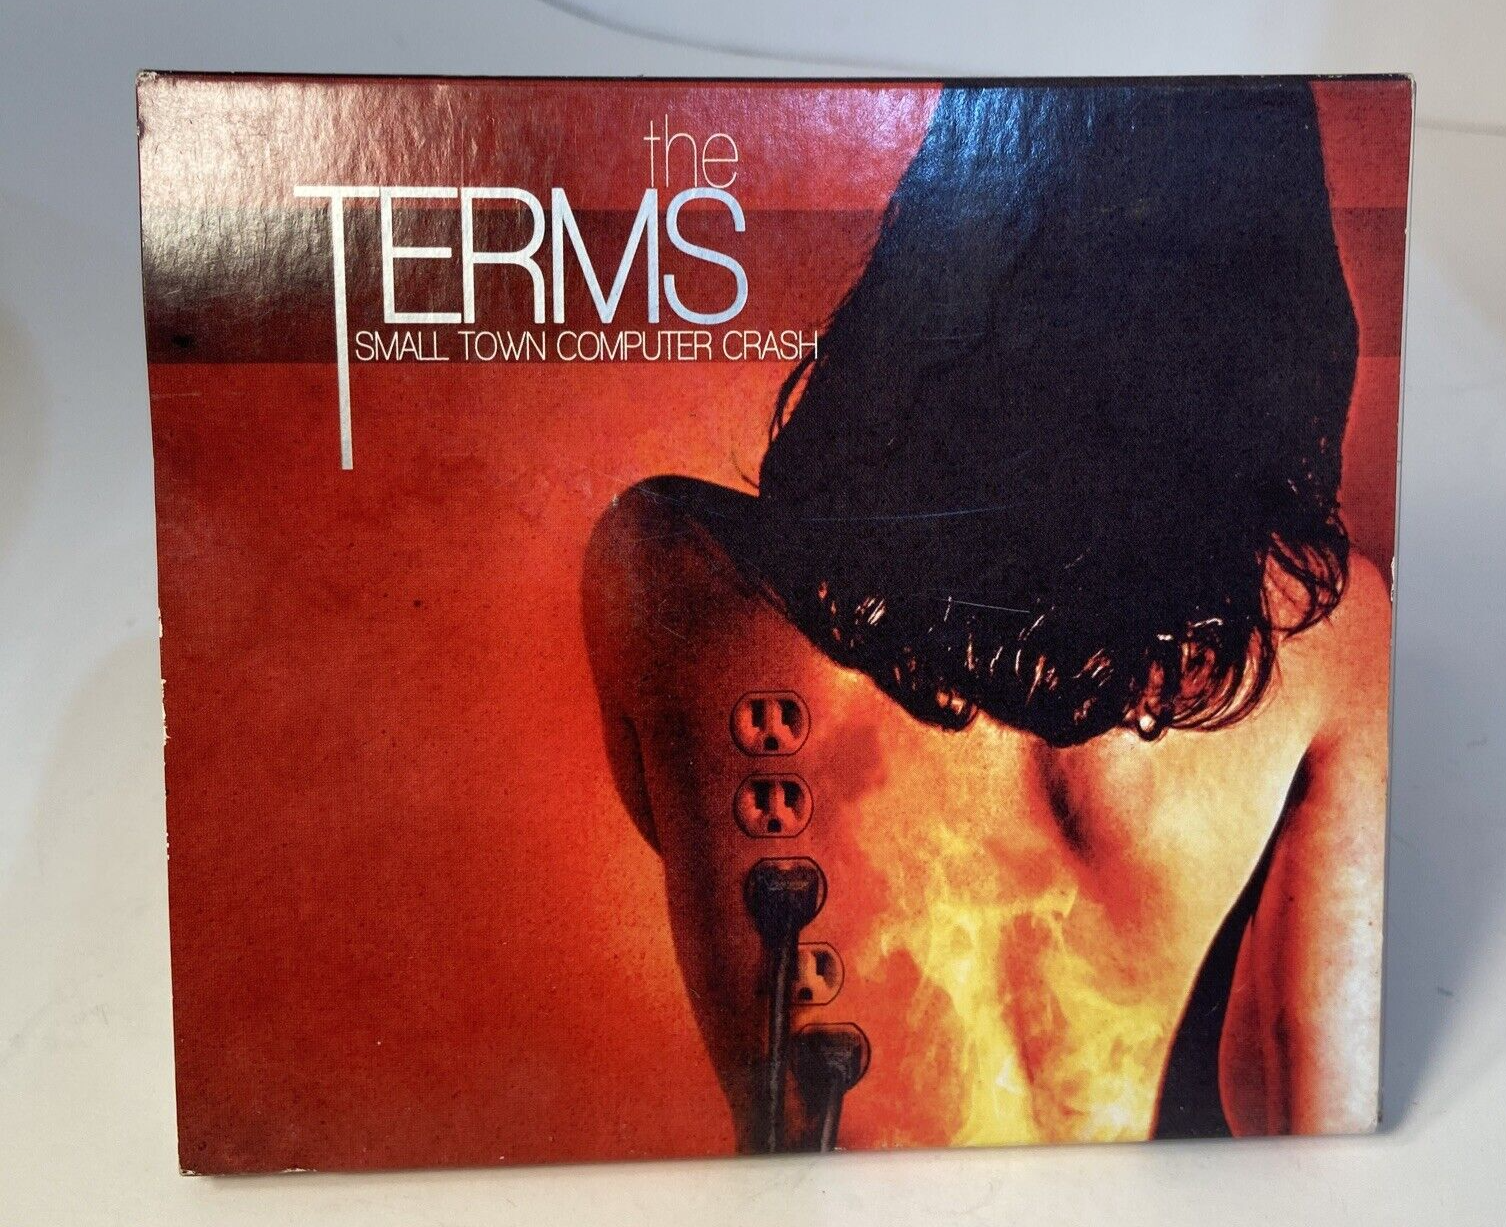 the
TERMS
SMALL TOWN COMPUTER CRASH